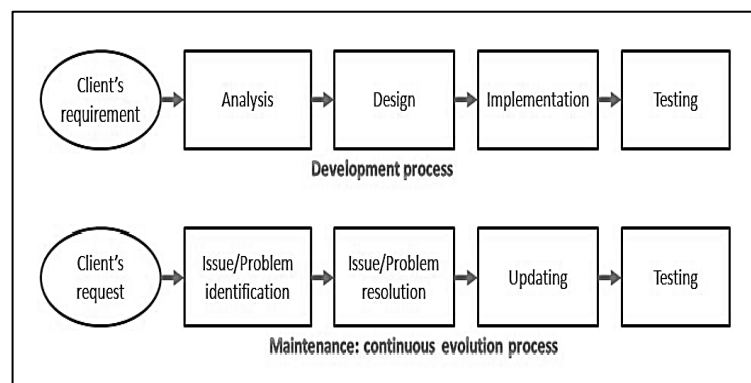 Client's
requirement
Analysis
Design
Implementation
Testing
Development process
Client's
request
Issue/Problem
identification
Issue/Problem
resolution
Updating
Testing
Maintenance: continuous evolution process